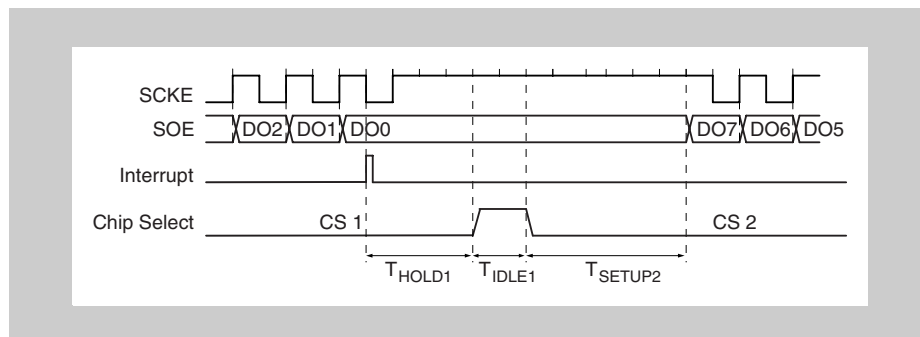 SCKE
SOE DO2 DO1 DO0 DO7 DO6 DO5
Interrupt
Chip Select CS 1 CS 2
THOLD1 TIDLE1 TSETUP2